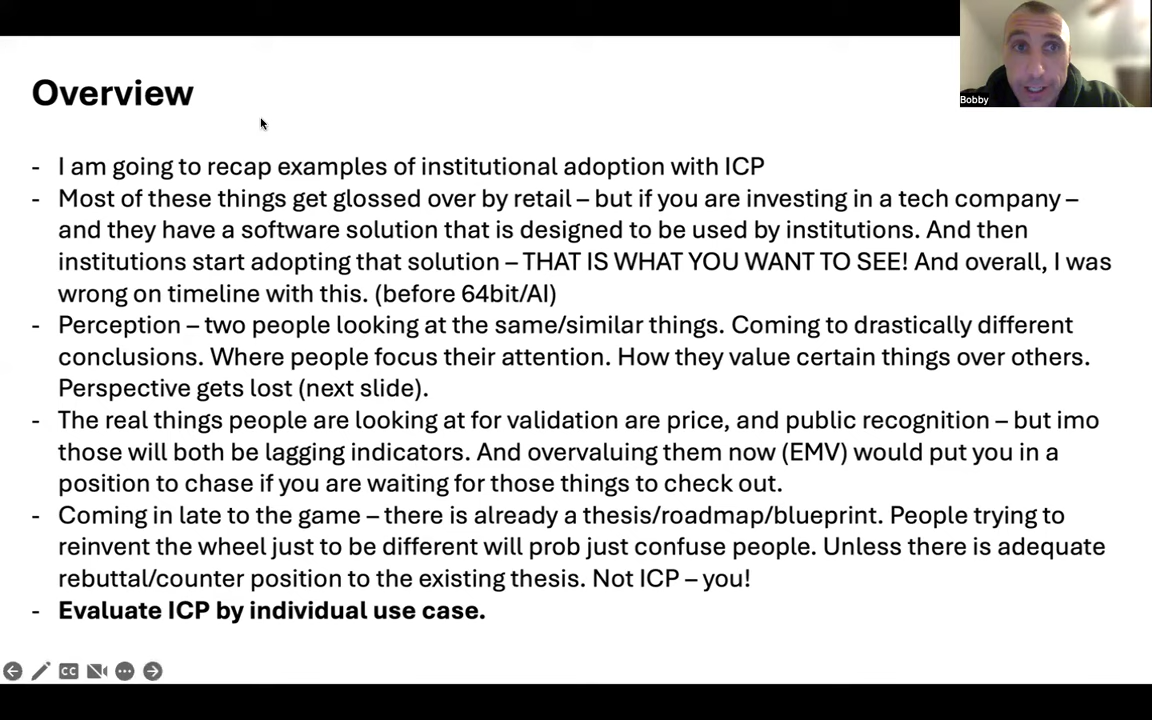 Overview
Bobby
- I am going to recap examples of institutional adoption with ICP
- Most of these things get glossed over by retail – but if you are investing in a tech company –
and they have a software solution that is designed to be used by institutions. And then
institutions start adopting that solution – THAT IS WHAT YOU WANT TO SEE! And overall, I was
wrong on timeline with this. (before 64bit/AI)
- Perception – two people looking at the same/similar things. Coming to drastically different
conclusions. Where people focus their attention. How they value certain things over others.
Perspective gets lost (next slide).
- The real things people are looking at for validation are price, and public recognition – but imo
those will both be lagging indicators. And overvaluing them now (EMV) would put you in a
position to chase if you are waiting for those things to check out.
- Coming in late to the game – there is already a thesis/roadmap/blueprint. People trying to
reinvent the wheel just to be different will prob just confuse people. Unless there is adequate
rebuttal/counter position to the existing thesis. Not ICP – you!
- Evaluate ICP by individual use case.
CC